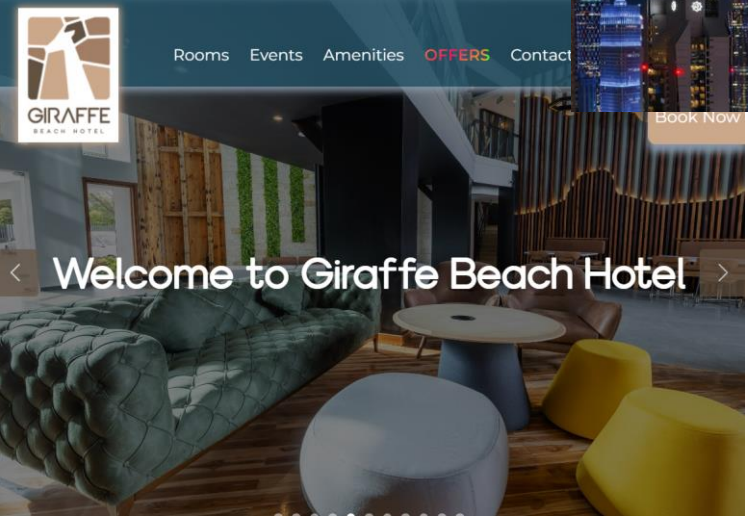 Rooms Events Amenities OFFERS Contact
GIRAFFE
BEACH HOTEL
Book Now
Welcome to Giraffe Beach Hotel